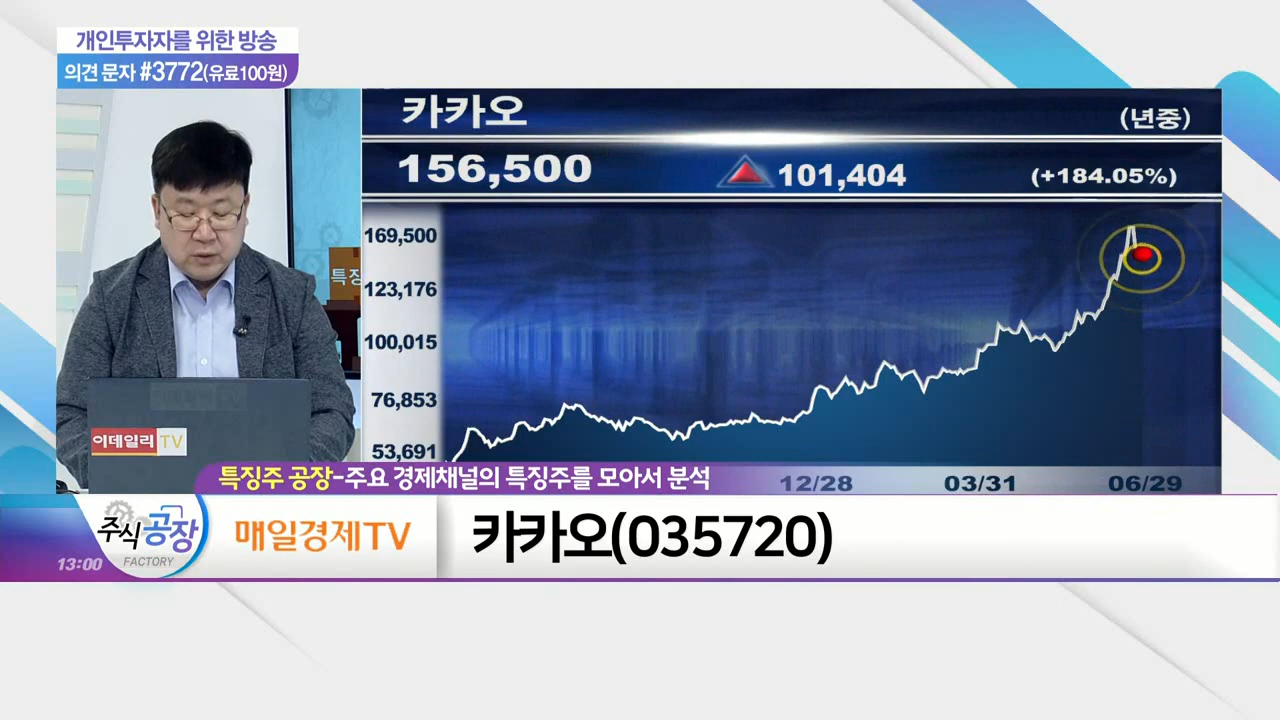 개인투자자를 위한 방송
의견 문자 #3772(유료100원)
카카오
(년중)
156,500
101,404
(+184.05%)
169,500
123,176
100,015
76,853
53,691
12/28
03/31
06/29
특징
이데일리 TV
특징주 공장-주요 경제채널의 특징주를 모아서 분석
주식공장
FACTORY
13:00
매일경제TV
카카오(035720)